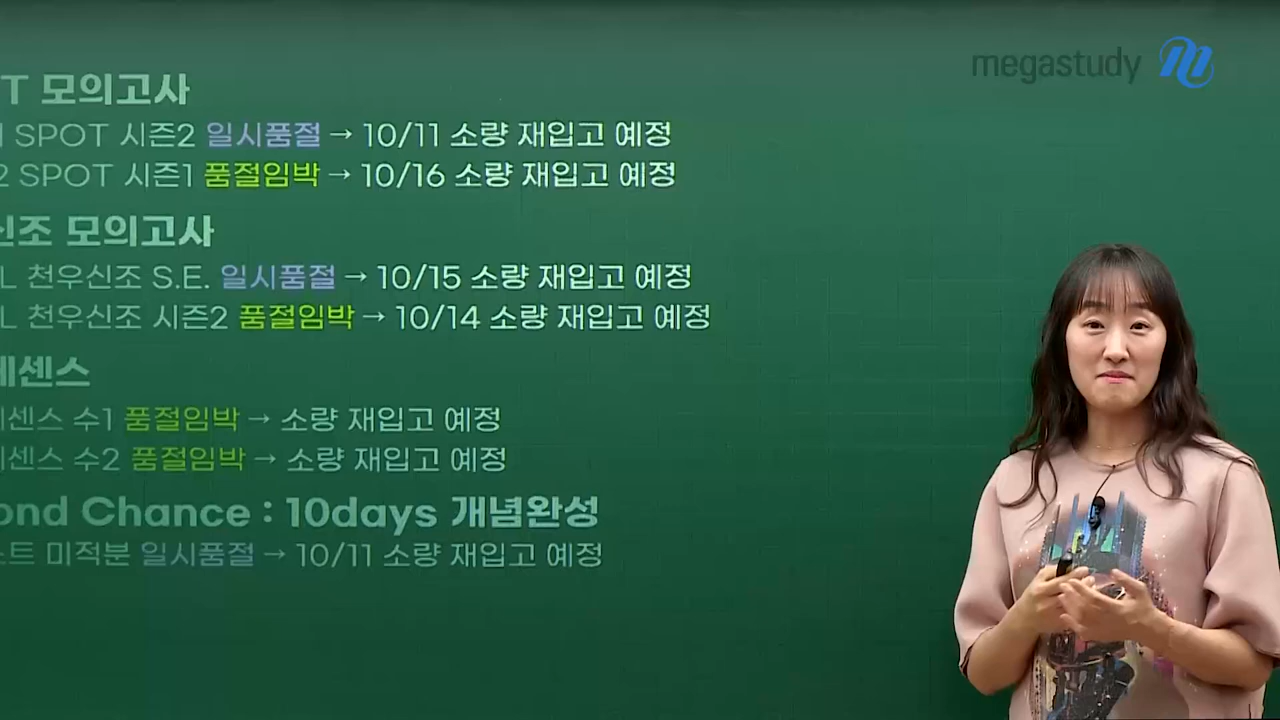 megastudy
T 모의고사
SPOT 시즌2 일시품절 → 10/11 소량 재입고 예정
2 SPOT 시즌1 품절임박 → 10/16 소량 재입고 예정
신조 모의고사
L 천우신조 S.E. 일시품절 → 10/15 소량 재입고 예정
L 천우신조 시즌2 품절임박 → 10/14 소량 재입고 예정
센스
센스 수1 품절임박 → 소량 재입고 예정
센스 수2 품절임박 → 소량 재입고 예정
ond Chance : 10days 개념완성
노트 미적분 일시품절 → 10/11 소량 재입고 예정